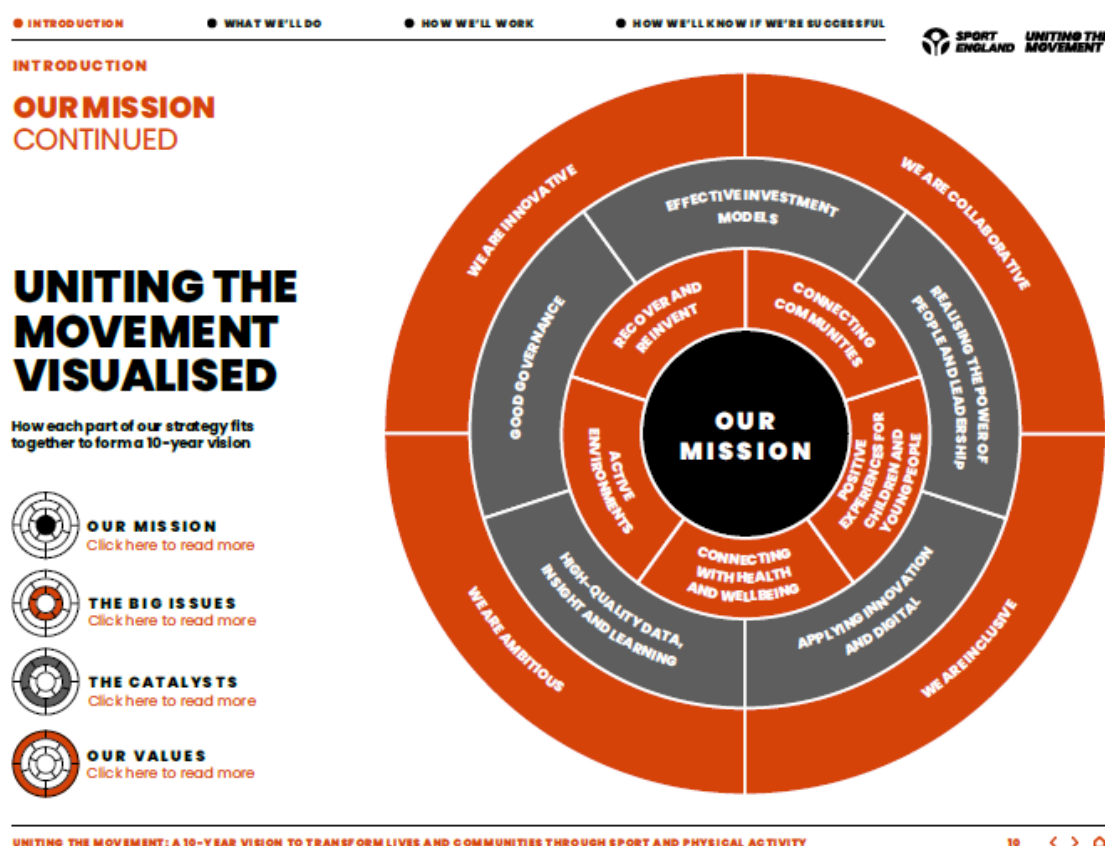 INTRODUCTION
WHAT WE'LL DO
HOW WE'LL WORK
HOW WE'LL KNOW IF WE'RE SUCCESSFUL
SPORT
ENGLAND
UNITING THE
MOVEMENT
INTRODUCTION
OUR MISSION
CONTINUED
UNITING THE
MOVEMENT
VISUALISED
How each part of our strategy fits
together to form a 10-year vision
OUR MISSION
Click here to read more
THE BIG ISSUES
Click here to read more
THE CATALYSTS
Click here to read more
OUR VALUES
Click here to read more
WE ARE INNOVATIVE
WE ARE COLLABORATIVE
WE ARE INCLUSIVE
WE ARE AMBITIOUS
EFFECTIVE INVESTMENT
MODELS
REALISING THE POWER OF
PEOPLE AND LEADERSHIP
APPLYING INNOVATION
AND DIGITAL
HIGH-QUALITY DATA,
INSIGHT AND LEARNING
GOOD GOVERNANCE
RECOVER AND
REINVENT
CONNECTING
COMMUNITIES
POSITIVE
EXPERIENCES FOR
CHILDREN AND
YOUNG PEOPLE
CONNECTING
WITH HEALTH
AND WELLBEING
ACTIVE
ENVIRONMENTS
OUR
MISSION
UNITING THE MOVEMENT: A 10-YEAR VISION TO TRANSFORM LIVES AND COMMUNITIES THROUGH SPORT AND PHYSICAL ACTIVITY
10